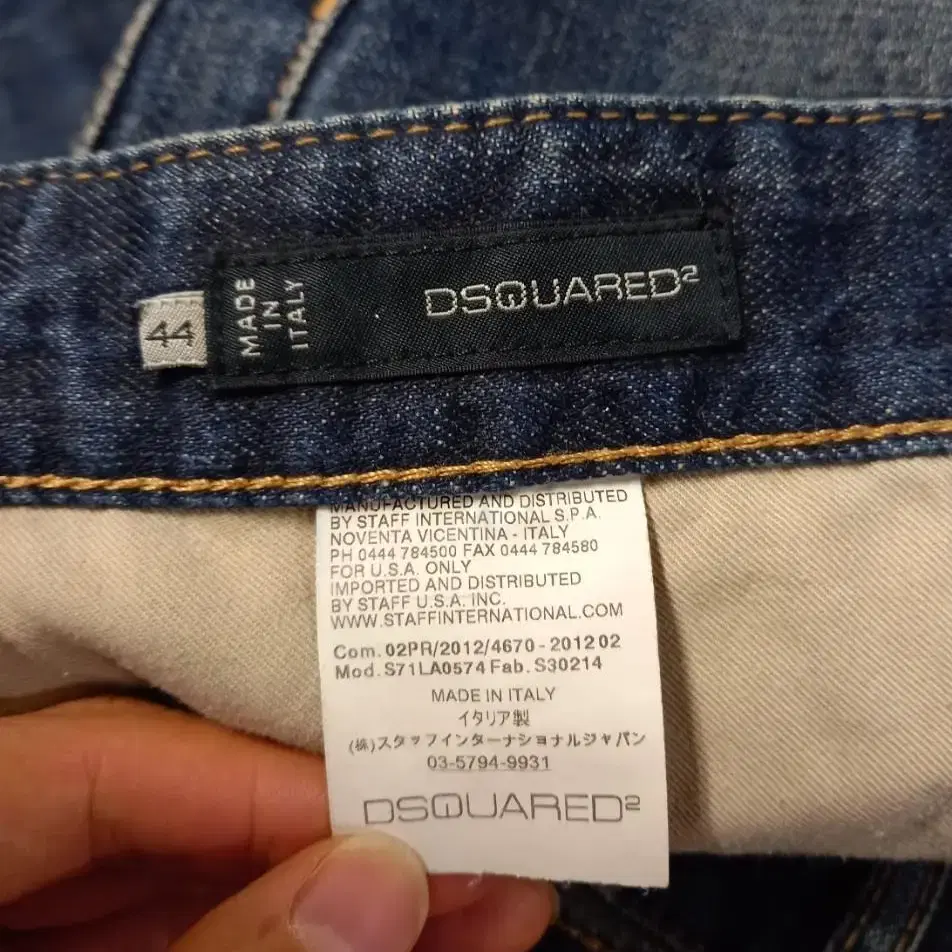 44
MADE
IN
ITALY
DSQUARED²
MANUFACTURED AND DISTRIBUTED
BY STAFF INTERNATIONAL S.P.A.
NOVENTA VICENTINA - ITALY
PH 0444 784500 FAX 0444 784580
FOR U.S.A. ONLY
IMPORTED AND DISTRIBUTED
BY STAFF U.S.A. INC.
WWW.STAFFINTERNATIONAL.COM
Com. 02PR/2012/4670 - 2012 02
Mod. S71LA0574 Fab. S30214
MADE IN ITALY
イタリア製
(株)スタッフインターナショナルジャパン
03-5794-9931
DSQUARED²